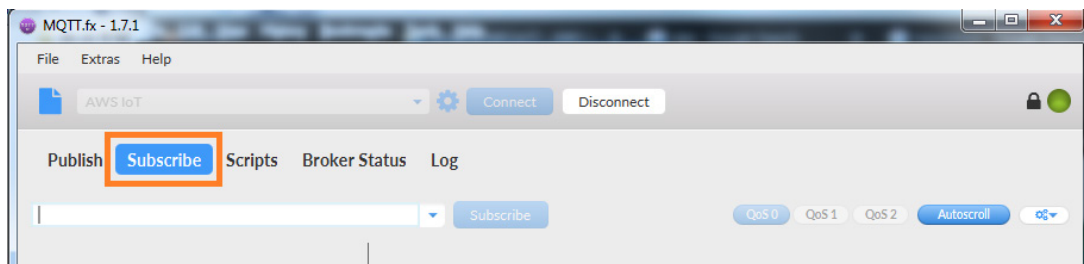 MQTT.fx - 1.7.1
File Extras Help
AWS IoT Connect Disconnect
Publish Subscribe Scripts Broker Status Log
Subscribe QoS 0 QoS 1 QoS 2 Autoscroll